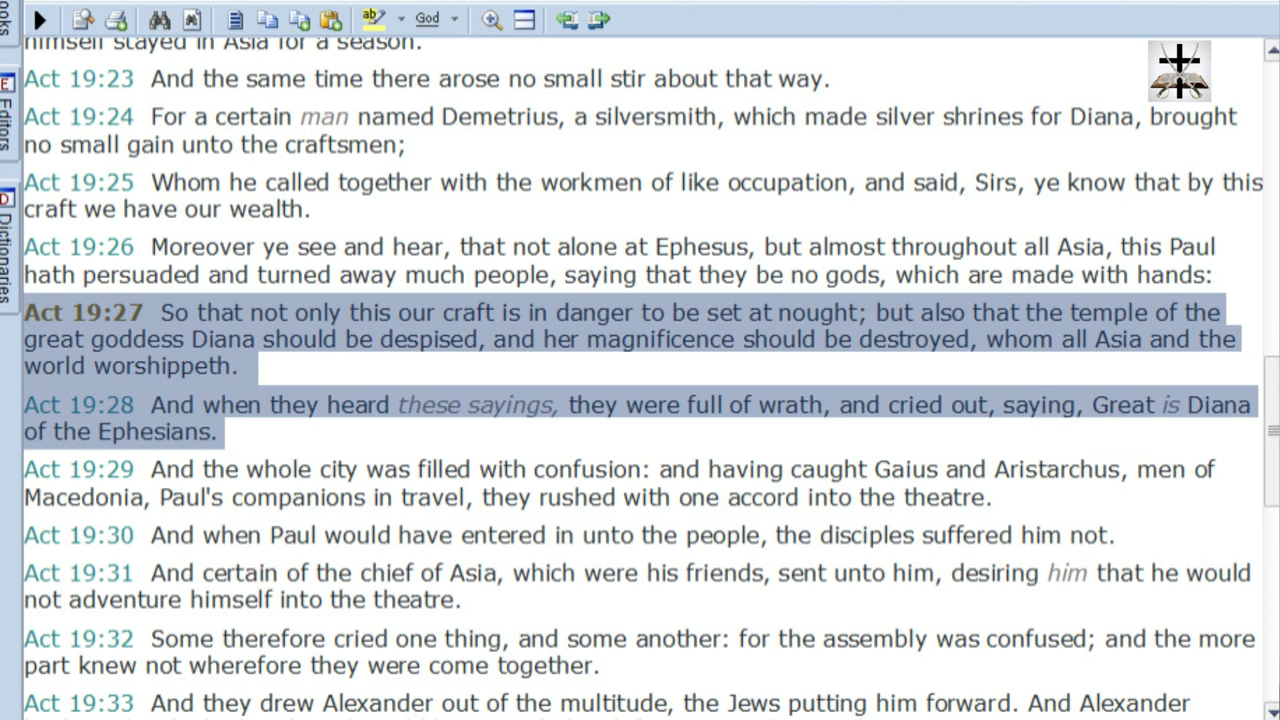 ab
God
ooks
Editors
Dictionaries
himself stayed in Asia for a season.
Act 19:23 And the same time there arose no small stir about that way.
Act 19:24 For a certain man named Demetrius, a silversmith, which made silver shrines for Diana, brought
no small gain unto the craftsmen;
Act 19:25 Whom he called together with the workmen of like occupation, and said, Sirs, ye know that by this
craft we have our wealth.
Act 19:26 Moreover ye see and hear, that not alone at Ephesus, but almost throughout all Asia, this Paul
hath persuaded and turned away much people, saying that they be no gods, which are made with hands:
Act 19:27 So that not only this our craft is in danger to be set at nought; but also that the temple of the
great goddess Diana should be despised, and her magnificence should be destroyed, whom all Asia and the
world worshippeth.
Act 19:28 And when they heard these sayings, they were full of wrath, and cried out, saying, Great is Diana
of the Ephesians.
Act 19:29 And the whole city was filled with confusion: and having caught Gaius and Aristarchus, men of
Macedonia, Paul's companions in travel, they rushed with one accord into the theatre.
Act 19:30 And when Paul would have entered in unto the people, the disciples suffered him not.
Act 19:31 And certain of the chief of Asia, which were his friends, sent unto him, desiring him that he would
not adventure himself into the theatre.
Act 19:32 Some therefore cried one thing, and some another: for the assembly was confused; and the more
part knew not wherefore they were come together.
Act 19:33 And they drew Alexander out of the multitude, the Jews putting him forward. And Alexander